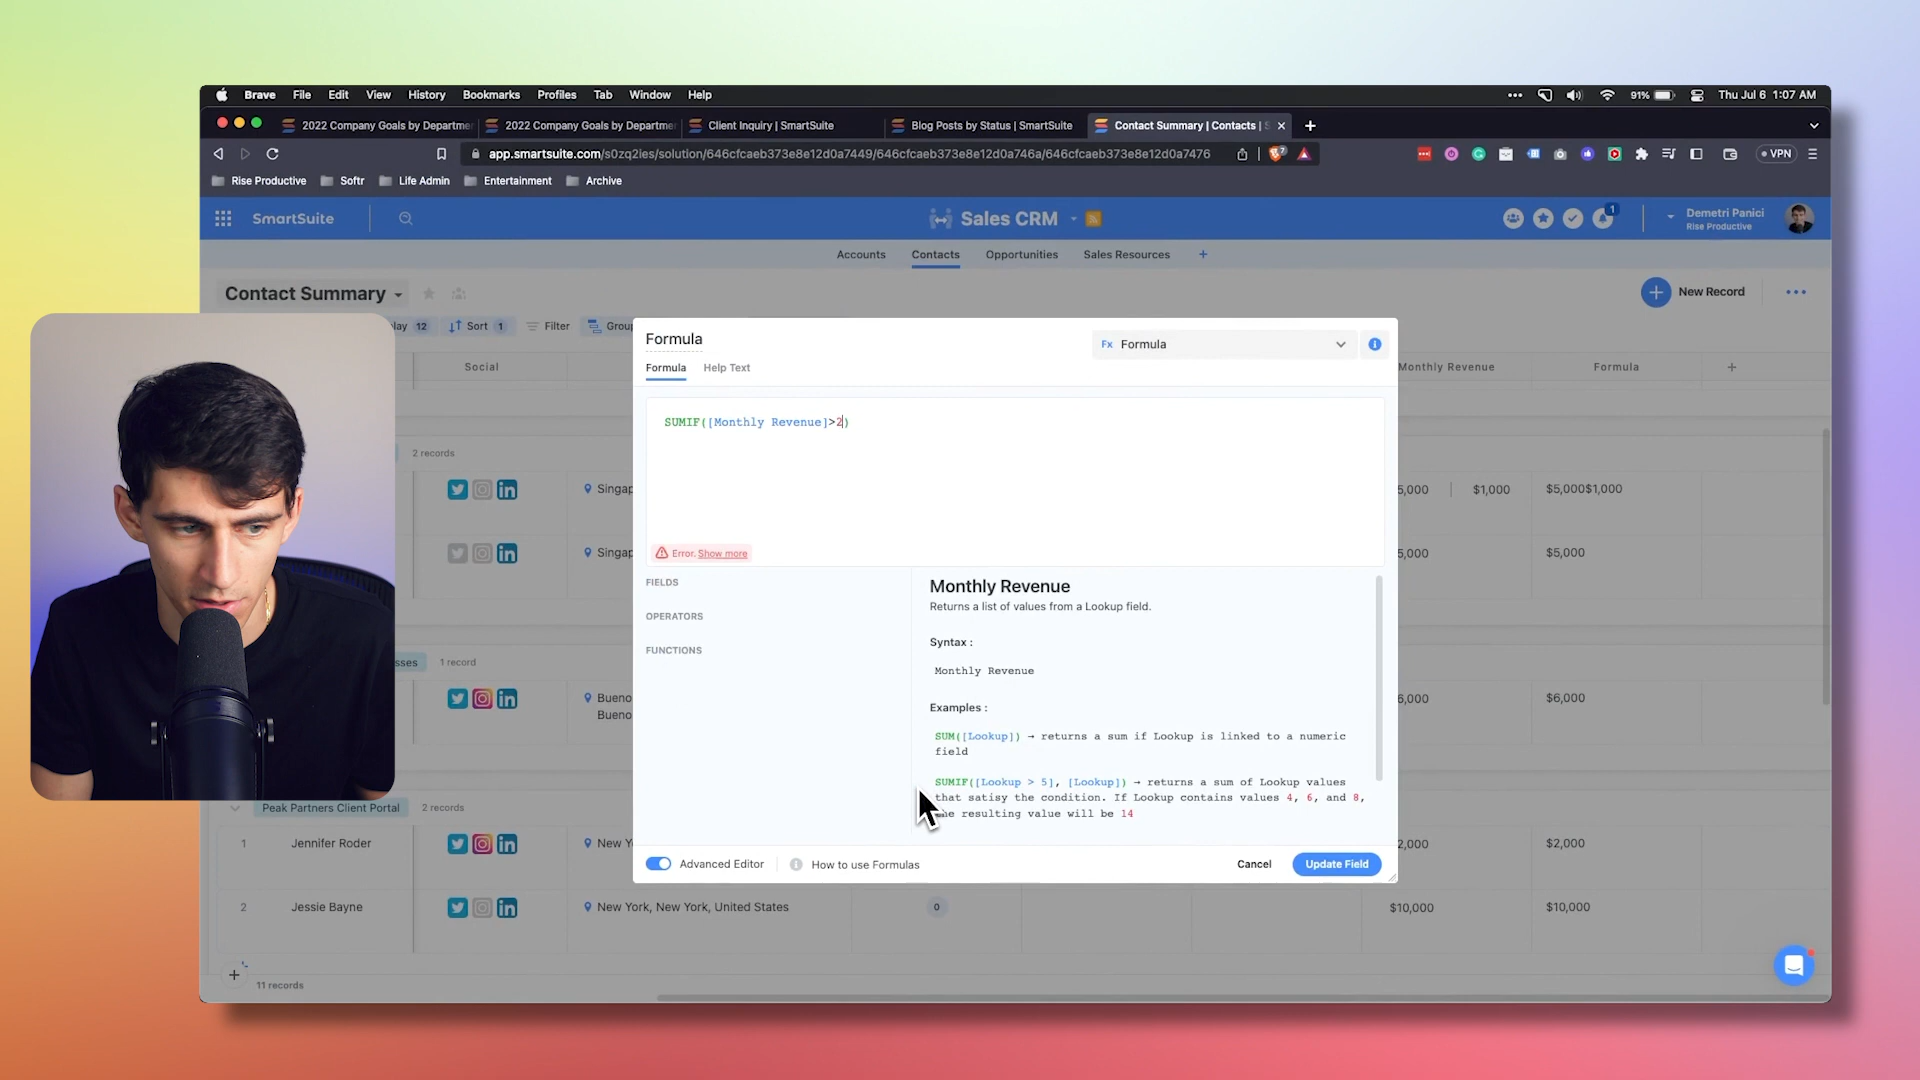 Brave File Edit View History Bookmarks Profiles Tab Window Help
91% Thu Jul 6 1:07 AM
2022 Company Goals by Departme
2022 Company Goals by Departme
Client Inquiry | SmartSuite
Blog Posts by Status | SmartSuite
Contact Summary | Contacts |
app.smartsuite.com/s0zq2ies/solution/646cfcaeb373e8e12d0a7449/646cfcaeb373e8e12d0a746a/646cfcaeb373e8e12d0a7476
VPN
Rise Productive Softr Life Admin Entertainment Archive
SmartSuite
Sales CRM
1
Demetri Panici
Rise Productive
Accounts Contacts Opportunities Sales Resources +
Contact Summary
New Record
lay 12 Sort 1 Filter Grou
Social
Monthly Revenue
Formula
+
Formula
Fx Formula
Formula Help Text
SUMIF([Monthly Revenue]>2)
Error. Show more
FIELDS
OPERATORS
FUNCTIONS
Monthly Revenue
Returns a list of values from a Lookup field.
Syntax :
Monthly Revenue
Examples :
SUM([Lookup]) → returns a sum if Lookup is linked to a numeric
field
SUMIF([Lookup > 5], [Lookup]) → returns a sum of Lookup values
that satisy the condition. If Lookup contains values 4, 6, and 8,
he resulting value will be 14
Advanced Editor
How to use Formulas
Cancel
Update Field
2 records
Singap
5,000 $1,000 $5,000$1,000
Singap
5,000 $5,000
sses 1 record
Bueno
Bueno
6,000 $6,000
Peak Partners Client Portal 2 records
1 Jennifer Roder New Y 2,000 $2,000
2 Jessie Bayne New York, New York, United States 0 $10,000 $10,000
+
11 records